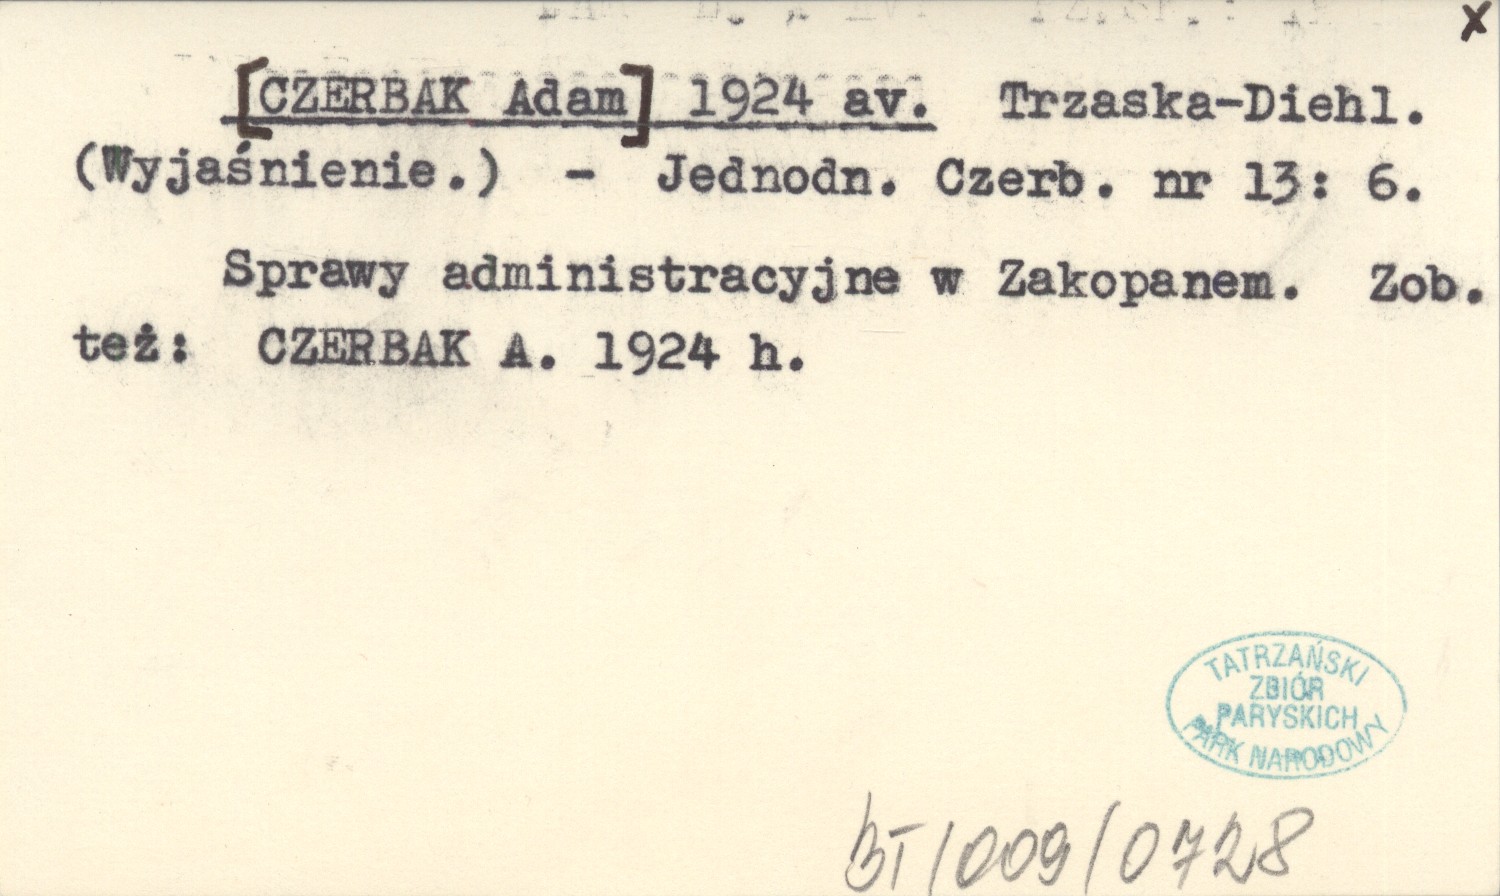 x
[CZERBAK Adam] 1924 av. Trzaska-Diehl.
(Wyjaśnienie.) - Jednodn. Czerb. nr 13: 6.
Sprawy administracyjne w Zakopanem. Zob.
też: CZERBAK A. 1924 h.
TATRZAŃSKI
ZBIÓR
PARYSKICH
PARK NARODOWY
BT/009/0728